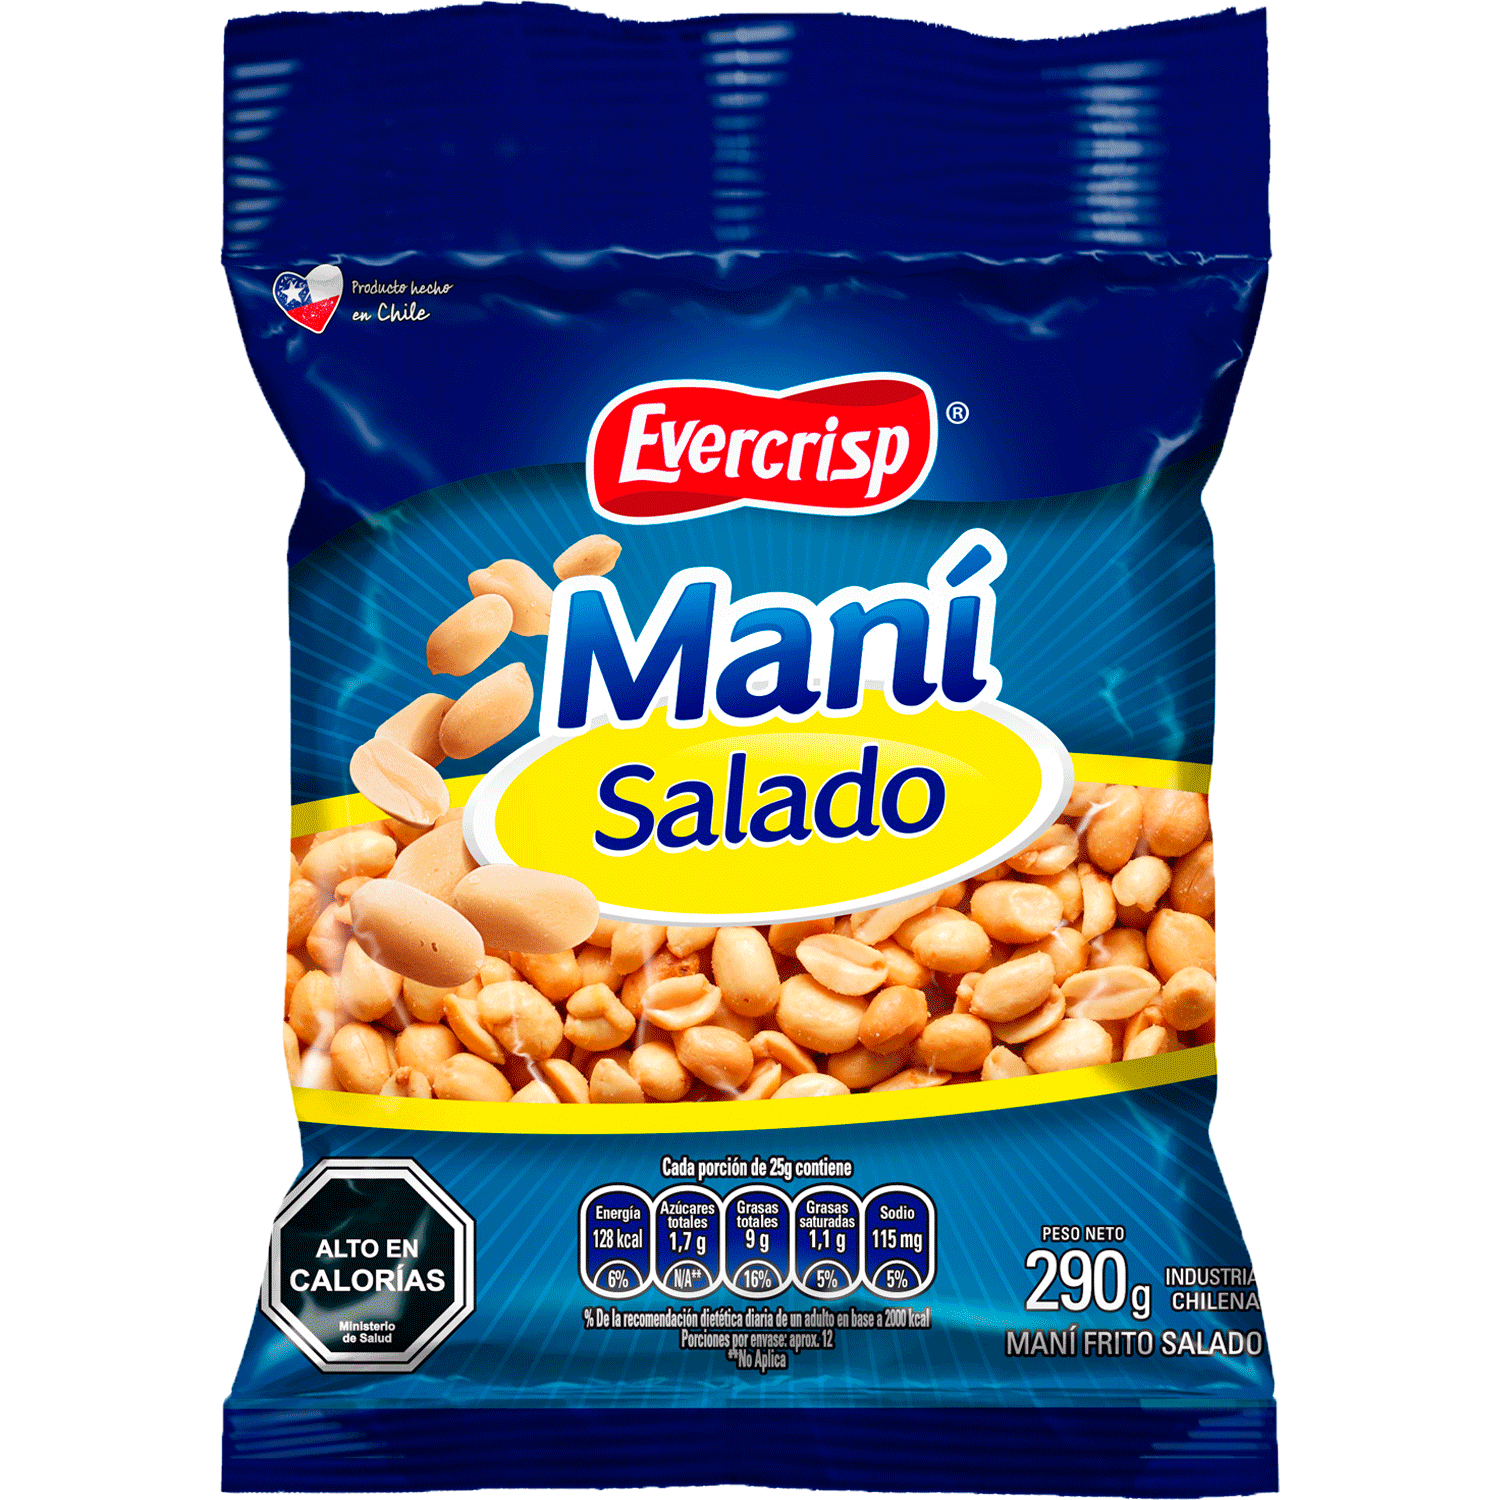 Producto hecho
en Chile
Evercrisp®
Maní
Salado
Cada porción de 25g contiene
Energía
128 kcal
6%
Azúcares
totales
1,7 g
N/A**
Grasas
totales
9 g
16%
Grasas
saturadas
1,1 g
5%
Sodio
115 mg
5%
% De la recomendación dietética diaria de un adulto en base a 2000 kcal
Porciones por envase: aprox. 12
**No Aplica
ALTO EN
CALORÍAS
Ministerio
de Salud
PESO NETO
290g
INDUSTRIA
CHILENA
MANÍ FRITO SALADO